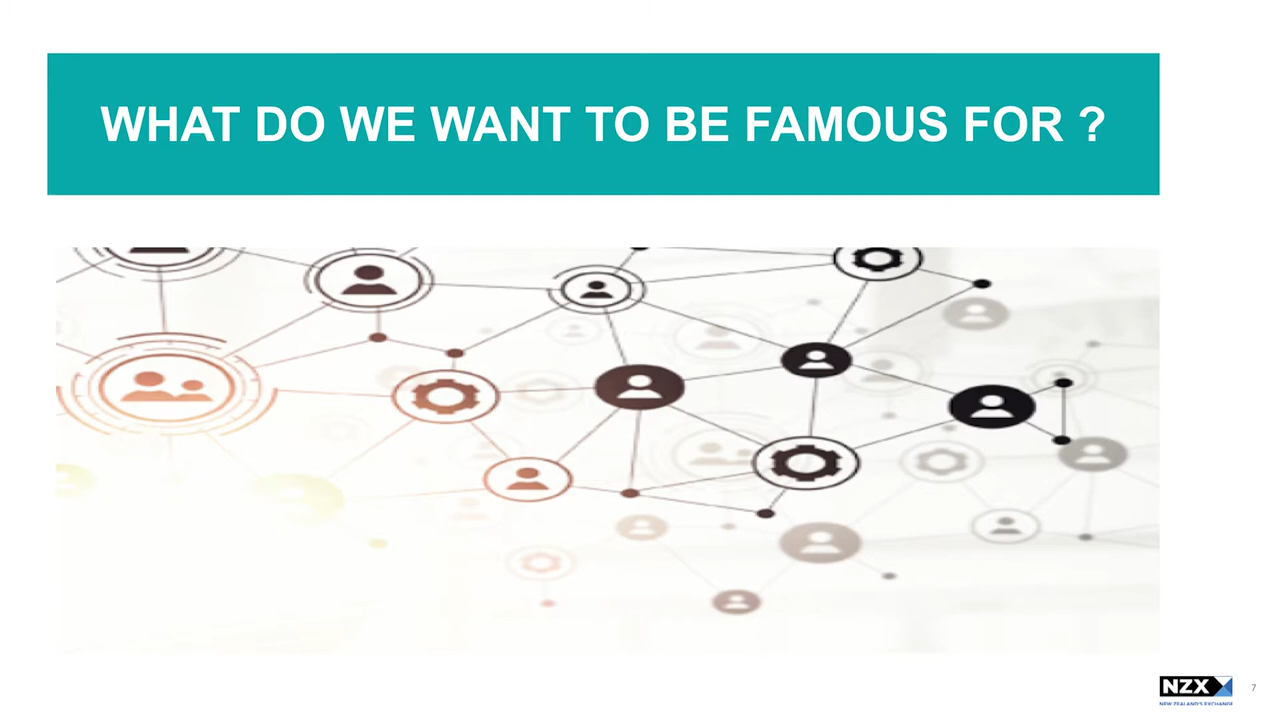 WHAT DO WE WANT TO BE FAMOUS FOR ?
NZX
NEW ZEALAND'S EXCHANGE
7